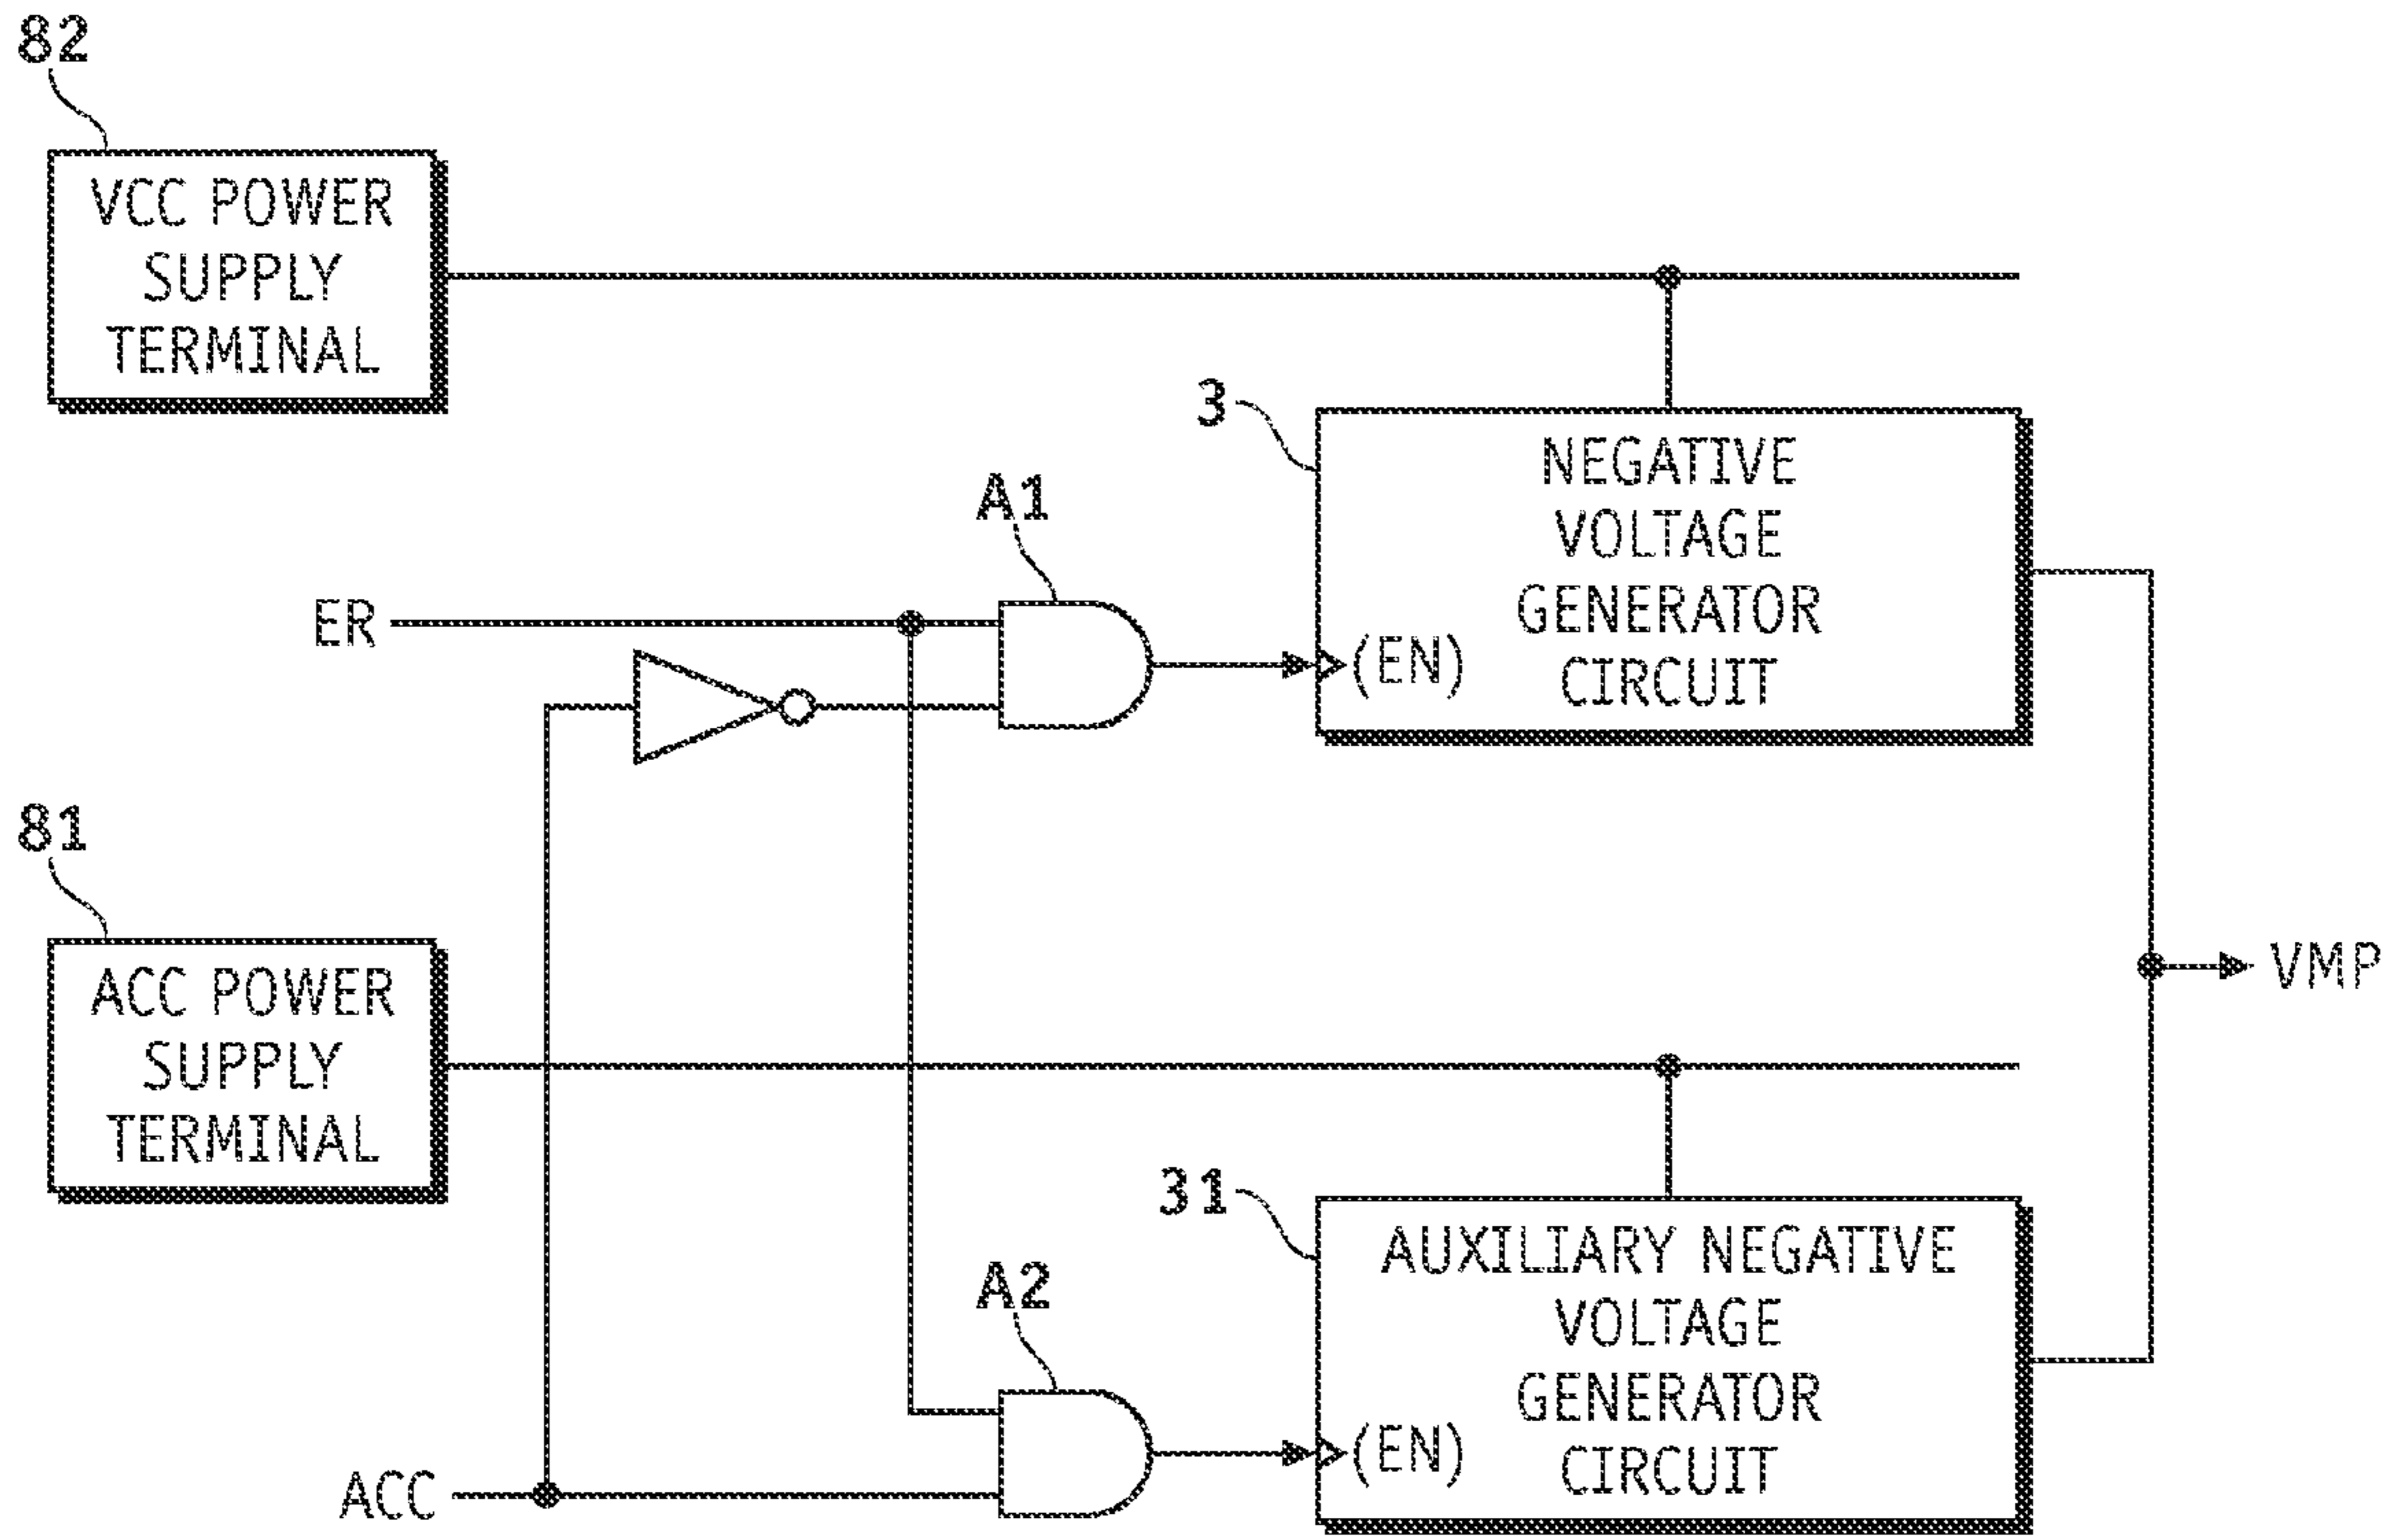 82
VCC POWER
SUPPLY
TERMINAL
3
NEGATIVE
VOLTAGE
GENERATOR
CIRCUIT
(EN)
A1
ER
81
ACC POWER
SUPPLY
TERMINAL
VMP
31
AUXILIARY NEGATIVE
VOLTAGE
GENERATOR
CIRCUIT
(EN)
A2
ACC